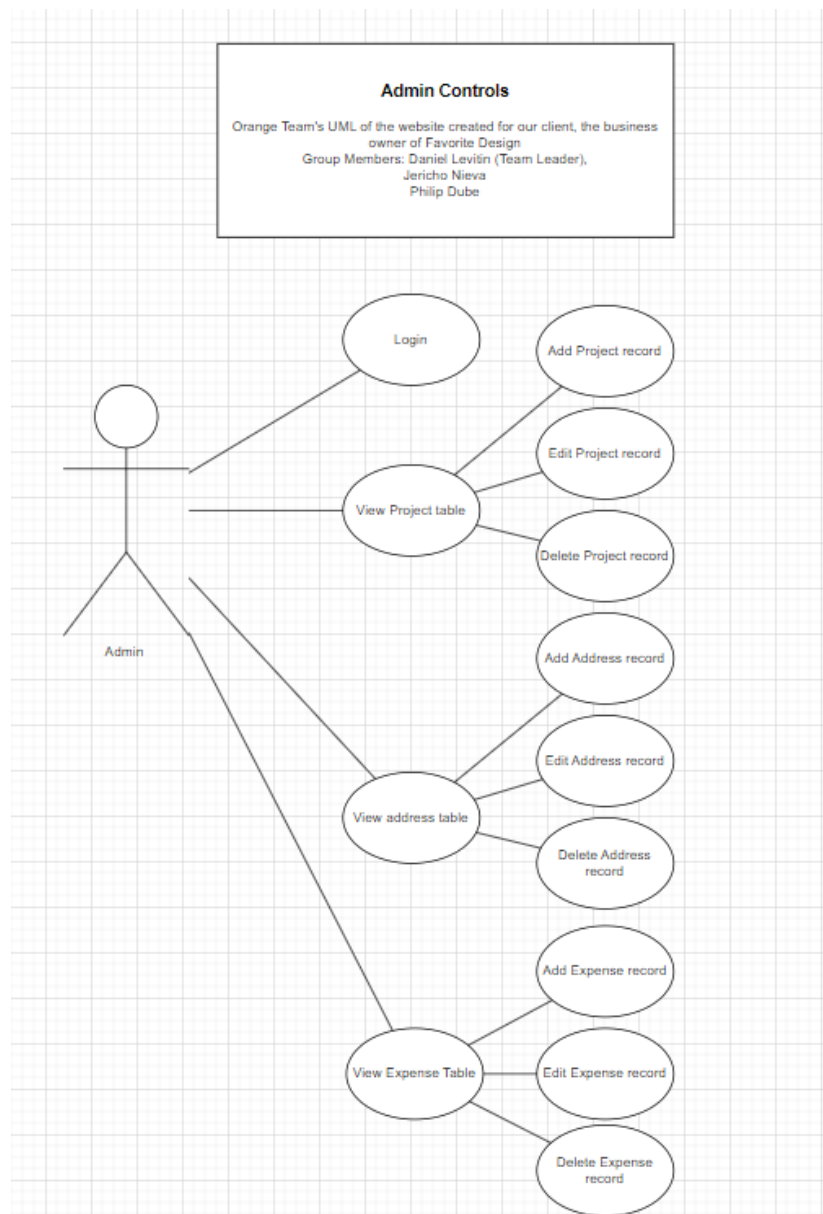 Admin Controls
Orange Team's UML of the website created for our client, the business
owner of Favorite Design
Group Members: Daniel Levitin (Team Leader),
Jericho Nieva
Philip Dube
Login
Add Project record
Edit Project record
View Project table
Delete Project record
Admin
Add Address record
Edit Address record
View address table
Delete Address
record
Add Expense record
View Expense Table
Edit Expense record
Delete Expense
record